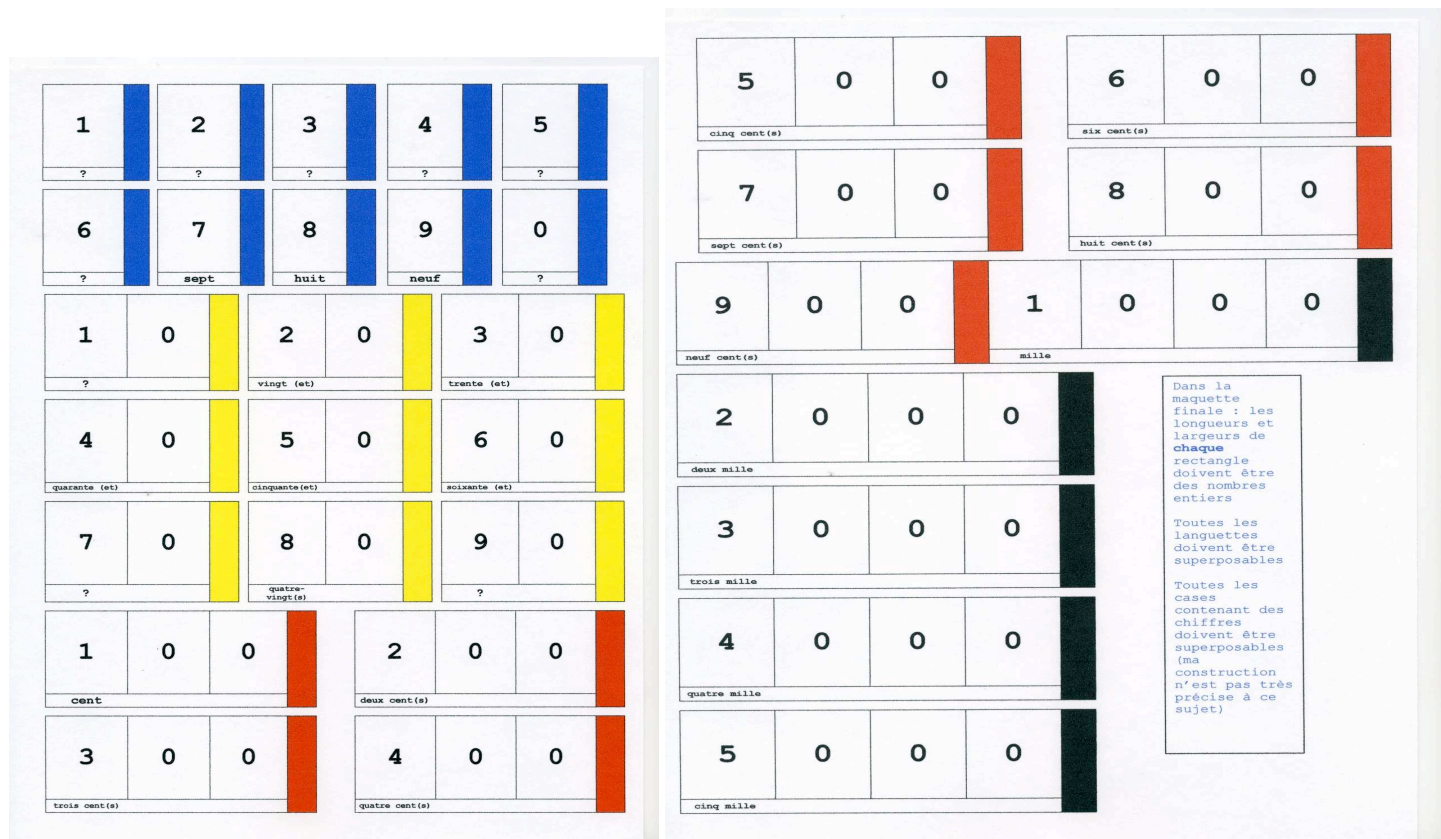 1 2 3 4 5
? ? ? ? ?
6 7 8 9 0
? sept huit neuf ?
1 0 2 0 3 0
? vingt (et) trente (et)
4 0 5 0 6 0
quarante (et) cinquante(et) soixante (et)
7 0 8 0 9 0
? quatre- ?
vingt(s)
1 0 0 2 0 0
cent deux cent(s)
3 0 0 4 0 0
trois cent(s) quatre cent(s)
5 0 0 6 0 0
cinq cent(s) six cent(s)
7 0 0 8 0 0
sept cent(s) huit cent(s)
9 0 0 1 0 0 0
neuf cent(s) mille
2 0 0 0
deux mille
3 0 0 0
trois mille
4 0 0 0
quatre mille
5 0 0 0
cinq mille
Dans la
maquette
finale : les
longueurs et
largeurs de
chaque
rectangle
doivent être
des nombres
entiers
Toutes les
languettes
doivent être
superposables
Toutes les
cases
contenant des
chiffres
doivent être
superposables
(ma
construction
n'est pas très
précise à ce
sujet)